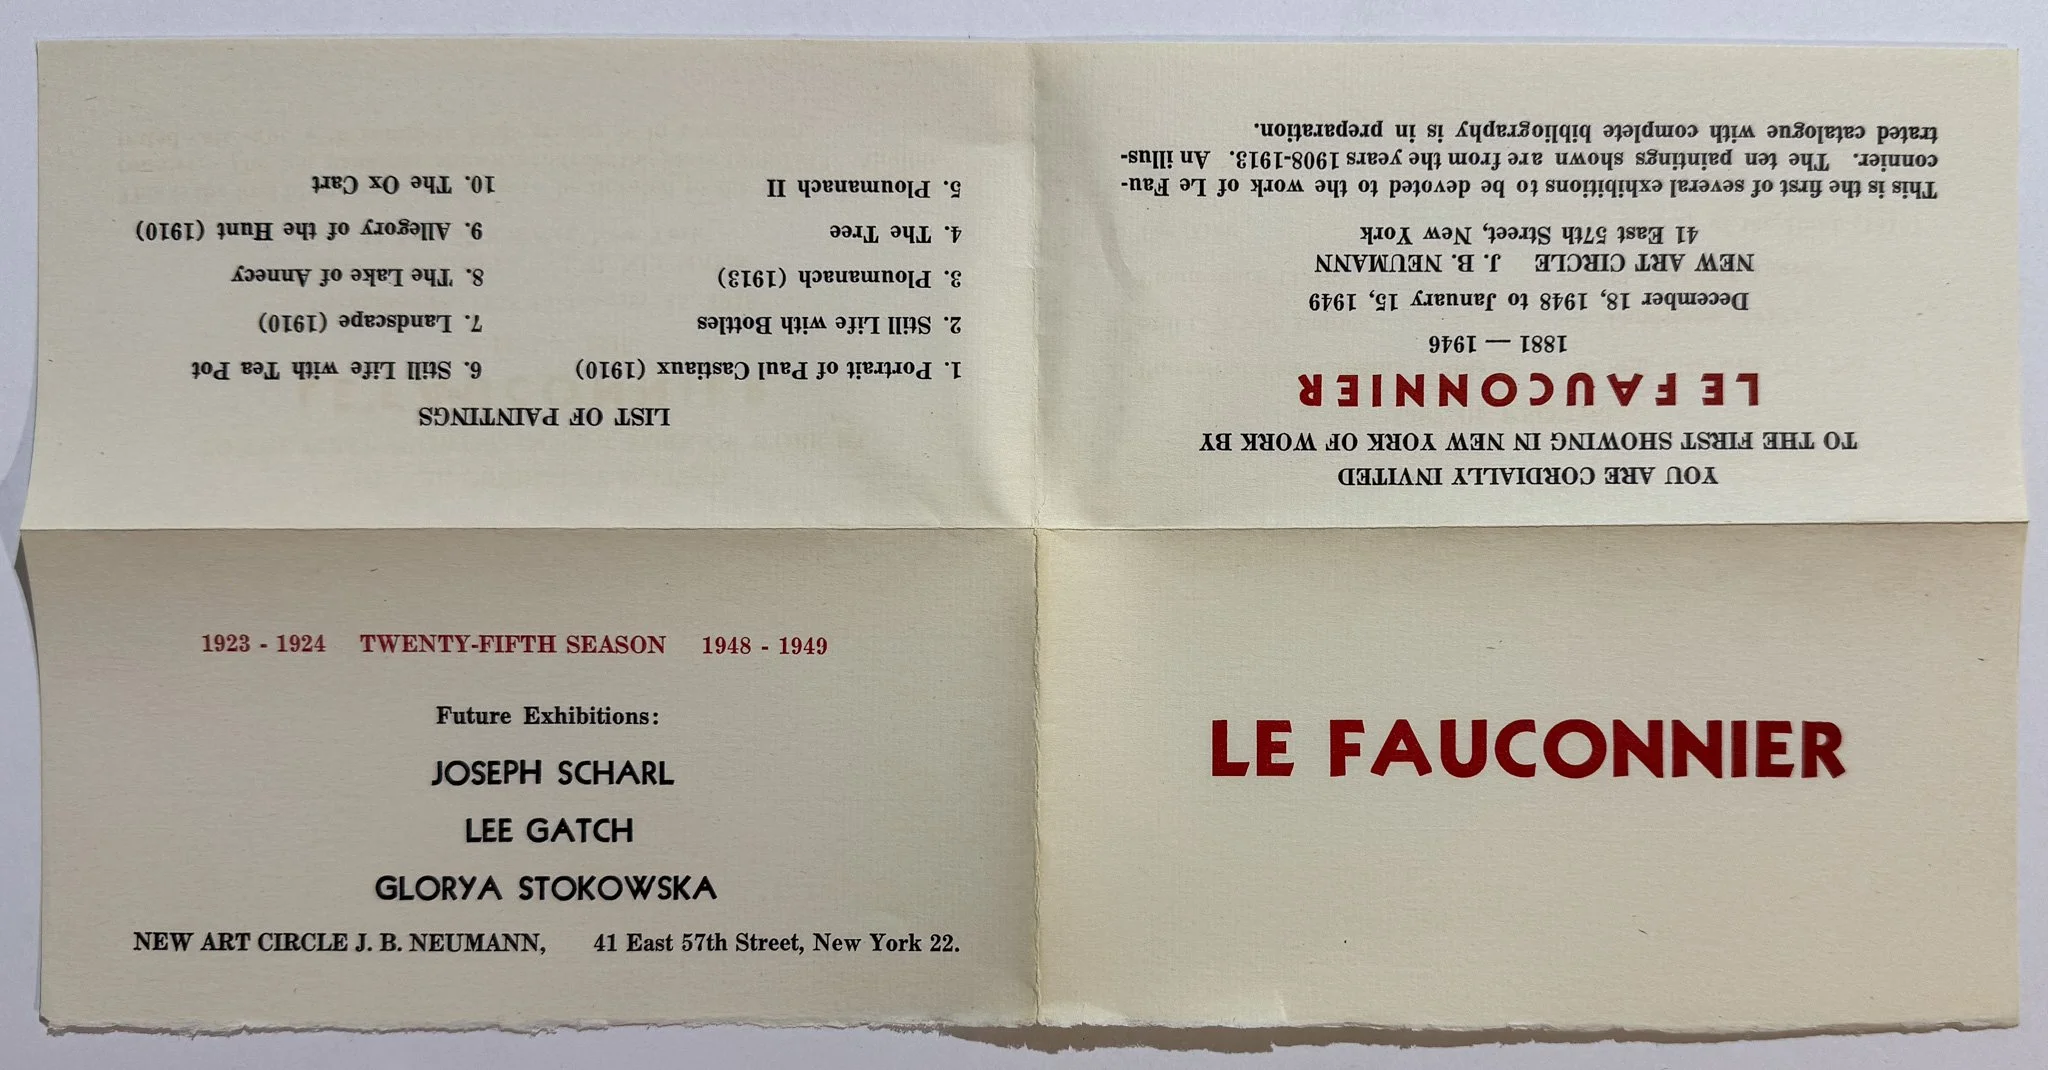 LE FAUCONNIER
YOU ARE CORDIALLY INVITED
TO THE FIRST SHOWING IN NEW YORK OF WORK BY
LE FAUCONNIER
1881 — 1946
December 18, 1948 to January 15, 1949
NEW ART CIRCLE J. B. NEUMANN
41 East 57th Street, New York
This is the first of several exhibitions to be devoted to the work of Le Fau-
connier. The ten paintings shown are from the years 1908-1913. An illus-
trated catalogue with complete bibliography is in preparation.
LIST OF PAINTINGS
1. Portrait of Paul Castiaux (1910)
2. Still Life with Bottles
3. Ploumanach (1913)
4. The Tree
5. Ploumanach II
6. Still Life with Tea Pot
7. Landscape (1910)
8. The Lake of Annecy
9. Allegory of the Hunt (1910)
10. The Ox Cart
1923 - 1924 TWENTY-FIFTH SEASON 1948 - 1949
Future Exhibitions:
JOSEPH SCHARL
LEE GATCH
GLORYA STOKOWSKA
NEW ART CIRCLE J. B. NEUMANN, 41 East 57th Street, New York 22.